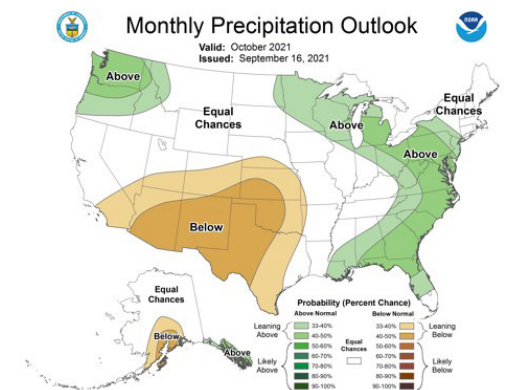 Monthly Precipitation Outlook
NOAA
Valid: October 2021
Issued: September 16, 2021
Above
Equal
Chances
Equal
Chances
Above
Above
Below
Equal
Chances
Below
Above
Probability (Percent Chance)
Above Normal
Below Normal
Leaning
Above
33-40%
40-50%
50-60%
Likely
Above
60-70%
70-80%
80-90%
90-100%
Equal
Chances
33-40%
40-50%
50-60%
Leaning
Below
60-70%
70-80%
80-90%
90-100%
Likely
Below